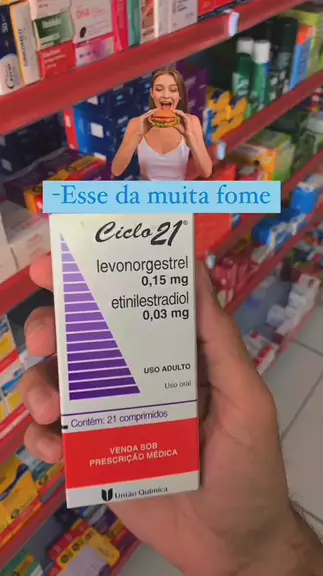 -Esse da muita fome
Ciclo 21®
levonorgestrel
0,15 mg
etinilestradiol
0,03 mg
USO ADULTO
Uso oral
Contém: 21 comprimidos
VENDA SOB
PRESCRIÇÃO MÉDICA
União Química